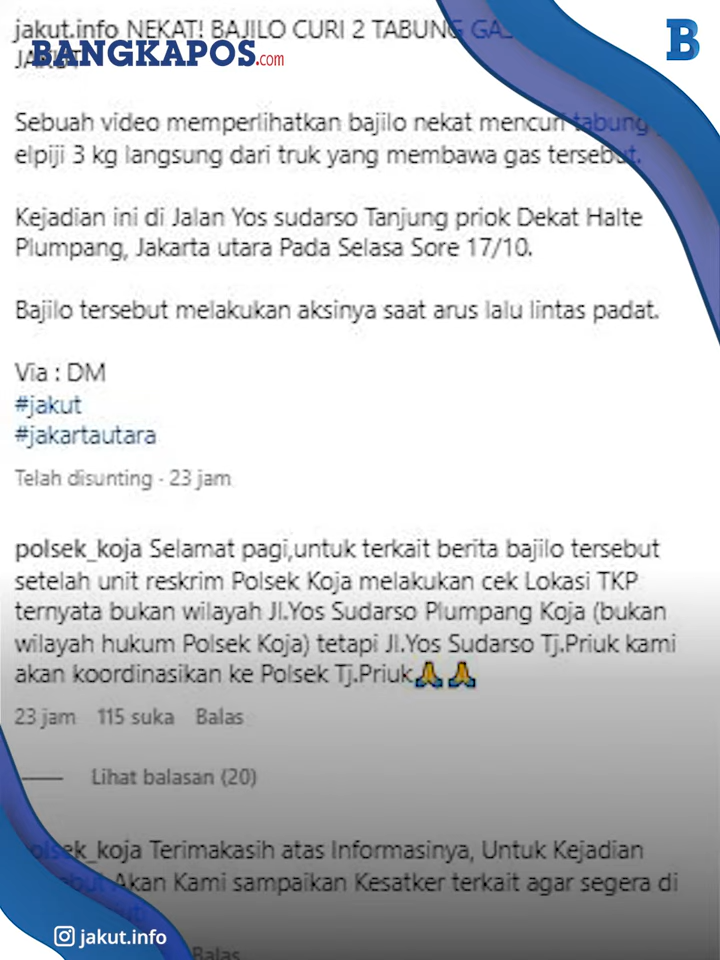 jakut.info NEKAT! BAJILO CURI 2 TABUNG
BANGKAPOS.com
B
Sebuah video memperlihatkan bajilo nekat mencuri tabung
elpiji 3 kg langsung dari truk yang membawa gas tersebut.
Kejadian ini di Jalan Yos sudarso Tanjung priok Dekat Halte
Plumpang, Jakarta utara Pada Selasa Sore 17/10.
Bajilo tersebut melakukan aksinya saat arus lalu lintas padat.
Via : DM
#jakut
#jakartautara
Telah disunting · 23 jam
polsek_koja Selamat pagi,untuk terkait berita bajilo tersebut
setelah unit reskrim Polsek Koja melakukan cek Lokasi TKP
ternyata bukan wilayah Jl.Yos Sudarso Plumpang Koja (bukan
wilayah hukum Polsek Koja) tetapi Jl.Yos Sudarso Tj.Priuk kami
akan koordinasikan ke Polsek Tj.Priuk🙏🙏
23 jam 115 suka Balas
Lihat balasan (20)
polsek_koja Terimakasih atas Informasinya, Untuk Kejadian
Akan Kami sampaikan Kesatker terkait agar segera di
jakut.info
Balas